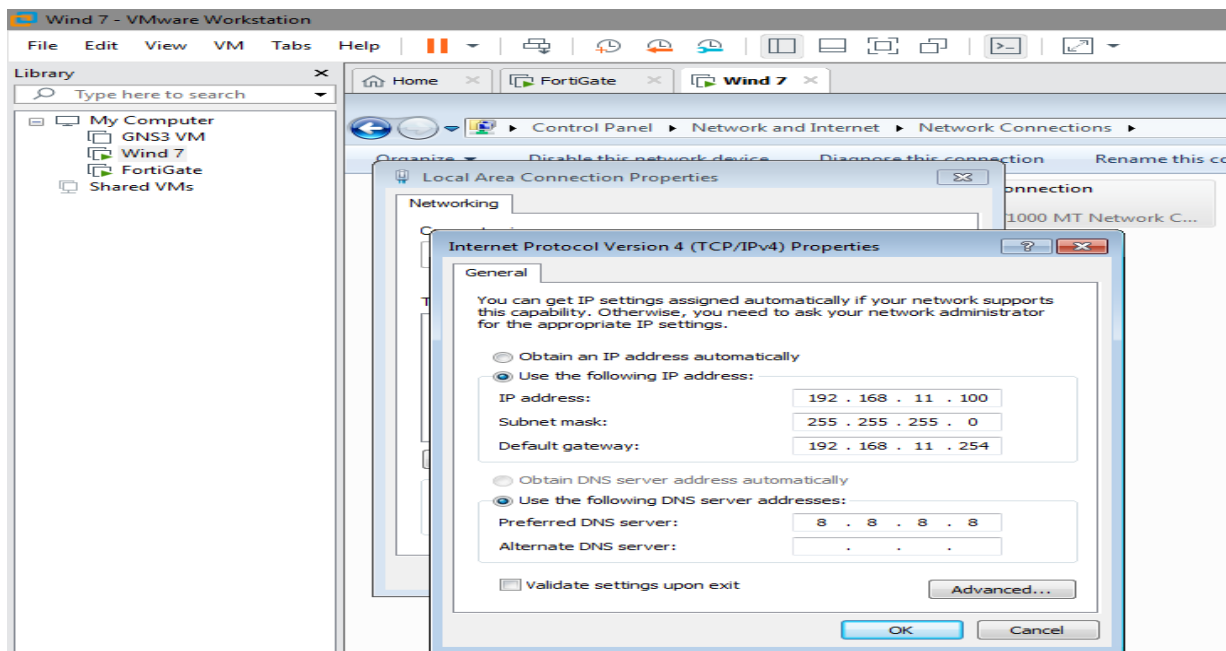 Wind 7 - VMware Workstation
File Edit View VM Tabs Help
Library
Type here to search
My Computer
GNS3 VM
Wind 7
FortiGate
Shared VMs
Home FortiGate Wind 7
Control Panel Network and Internet Network Connections
Organize Disable this network device Diagnose this connection Rename this co
Local Area Connection Properties
onnection
Networking
1000 MT Network C...
Internet Protocol Version 4 (TCP/IPv4) Properties
General
You can get IP settings assigned automatically if your network supports
this capability. Otherwise, you need to ask your network administrator
for the appropriate IP settings.
Obtain an IP address automatically
Use the following IP address:
IP address: 192 . 168 . 11 . 100
Subnet mask: 255 . 255 . 255 . 0
Default gateway: 192 . 168 . 11 . 254
Obtain DNS server address automatically
Use the following DNS server addresses:
Preferred DNS server: 8 . 8 . 8 . 8
Alternate DNS server: . . .
Validate settings upon exit
Advanced...
OK Cancel